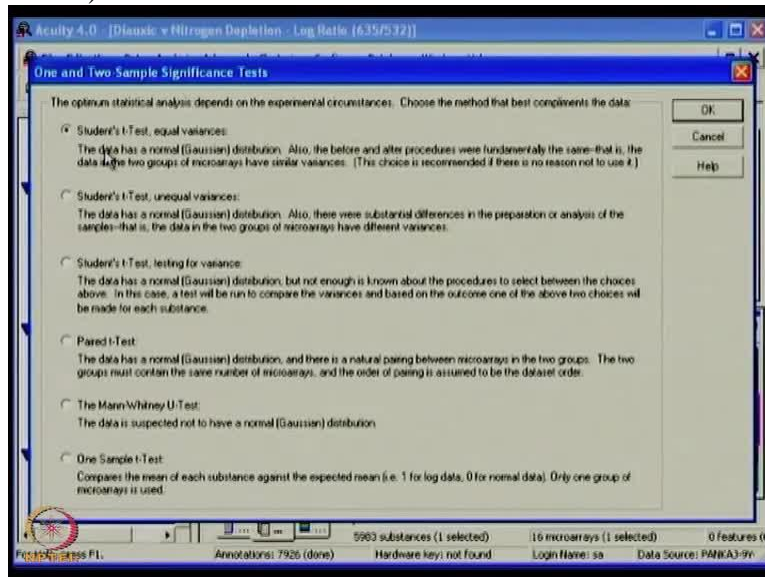 Acuity 4.0 - [Diauxic v Nitrogen Depletion - Log Ratio (635/532)]
One and Two Sample Significance Tests
The optimum statistical analysis depends on the experimental circumstances. Choose the method that best compliments the data:
OK
Cancel
Help
Student's t-Test, equal variances:
The data has a normal (Gaussian) distribution. Also, the before and after procedures were fundamentally the same--that is, the
data in the two groups of microarrays have similar variances. (This choice is recommended if there is no reason not to use it.)
Student's t-Test, unequal variances:
The data has a normal (Gaussian) distribution. Also, there were substantial differences in the preparation or analysis of the
samples--that is, the data in the two groups of microarrays have different variances.
Student's t-Test, testing for variance:
The data has a normal (Gaussian) distribution, but not enough is known about the procedures to select between the choices
above. In this case, a test will be run to compare the variances and based on the outcome one of the above two choices will
be made for each substance.
Paired t-Test:
The data has a normal (Gaussian) distribution, and there is a natural pairing between microarrays in the two groups. The two
groups must contain the same number of microarrays, and the order of pairing is assumed to be the dataset order.
The Mann-Whitney U-Test:
The data is suspected not to have a normal (Gaussian) distribution
One Sample t-Test:
Compares the mean of each substance against the expected mean (i.e. 1 for log data, 0 for normal data). Only one group of
microarrays is used.
5983 substances (1 selected)
16 microarrays (1 selected)
0 features (
Press F1.
Annotations: 7926 (done)
Hardware key: not found
Login Name: sa
Data Source: PANKAJ-9Y
NPTEL